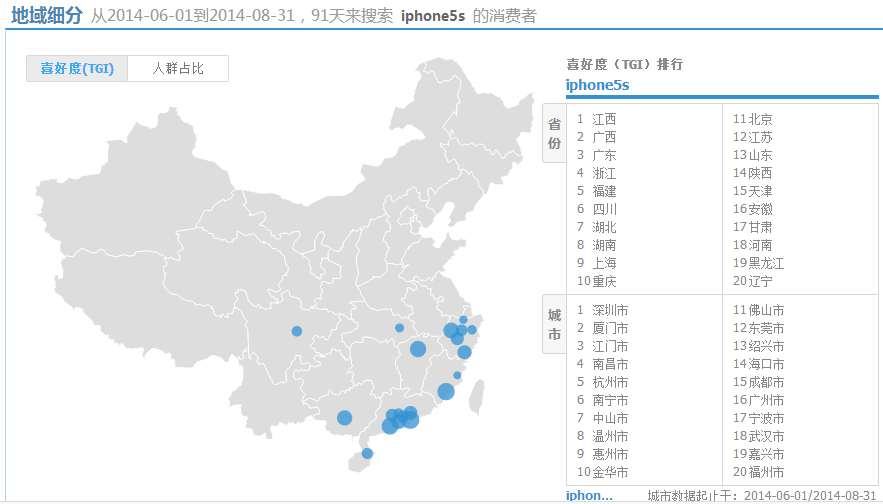 地域细分 从2014-06-01到2014-08-31，91天来搜索 iphone5s 的消费者
喜好度(TGI) 人群占比
喜好度（TGI）排行
iphone5s
省份
1 江西
2 广西
3 广东
4 浙江
5 福建
6 四川
7 湖北
8 湖南
9 上海
10 重庆
11 北京
12 江苏
13 山东
14 陕西
15 天津
16 安徽
17 甘肃
18 河南
19 黑龙江
20 辽宁
城市
1 深圳市
2 厦门市
3 江门市
4 南昌市
5 杭州市
6 南宁市
7 中山市
8 温州市
9 惠州市
10 金华市
11 佛山市
12 东莞市
13 绍兴市
14 海口市
15 成都市
16 广州市
17 宁波市
18 武汉市
19 嘉兴市
20 福州市
iphon... 城市数据起止于：2014-06-01/2014-08-31